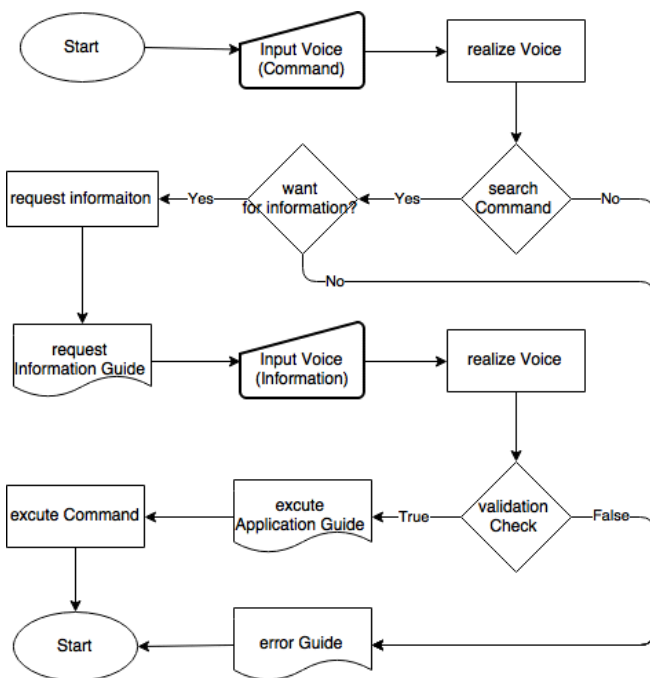 Start
Input Voice
(Command)
realize Voice
request informaiton
Yes
want
for information?
Yes
search
Command
No
No
request
Information Guide
Input Voice
(Information)
realize Voice
excute Command
excute
Application Guide
True
validation
Check
False
Start
error Guide